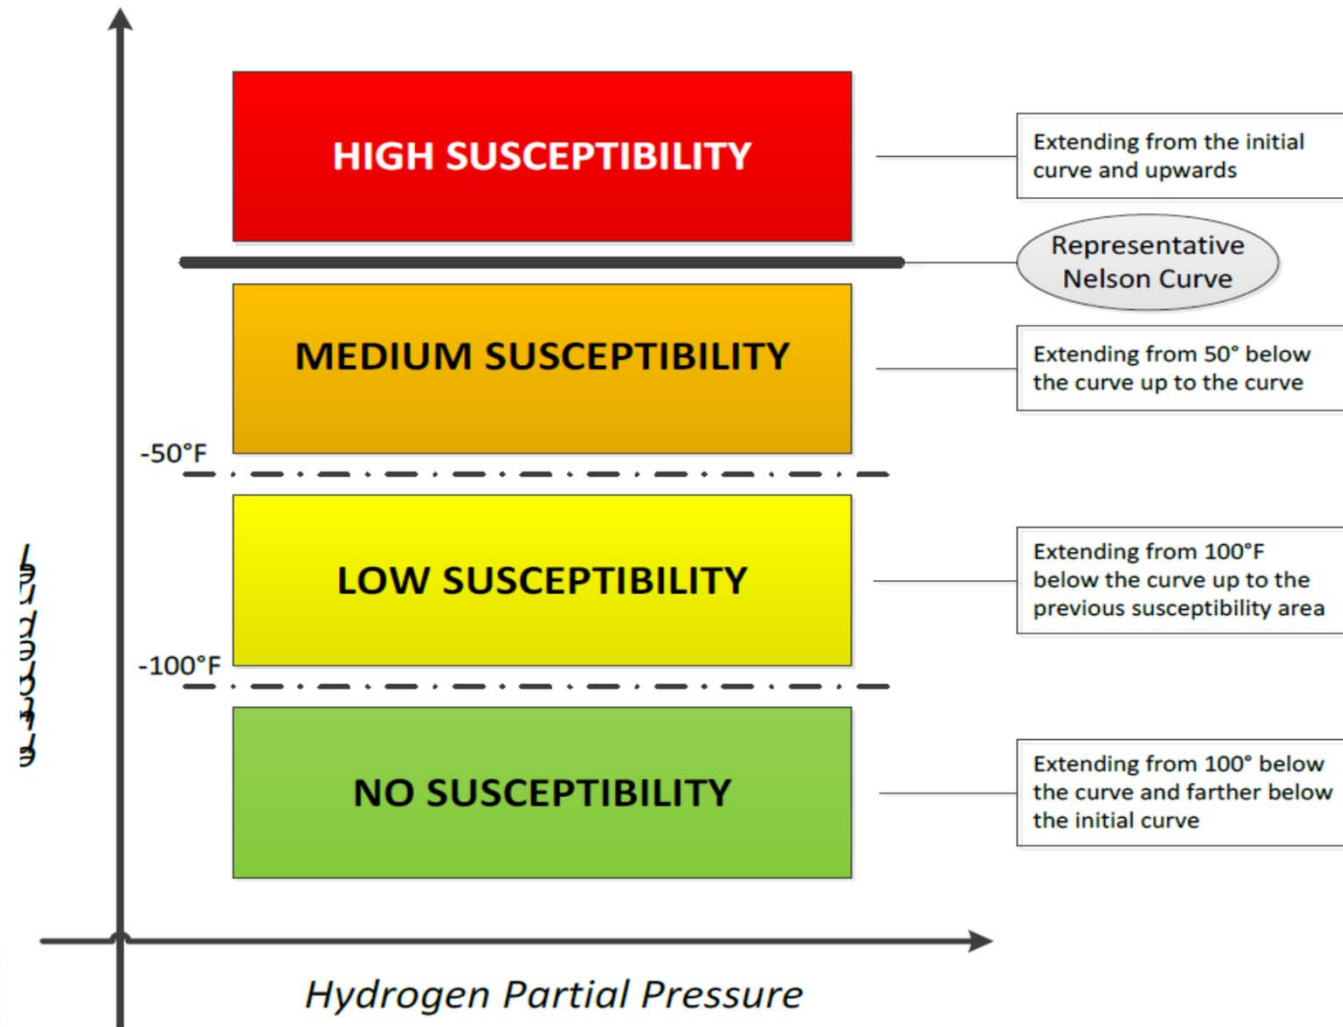 HIGH SUSCEPTIBILITY
Extending from the initial
curve and upwards
Representative
Nelson Curve
MEDIUM SUSCEPTIBILITY
Extending from 50° below
the curve up to the curve
-50°F
LOW SUSCEPTIBILITY
Extending from 100°F
below the curve up to the
previous susceptibility area
-100°F
NO SUSCEPTIBILITY
Extending from 100° below
the curve and farther below
the initial curve
Hydrogen Partial Pressure